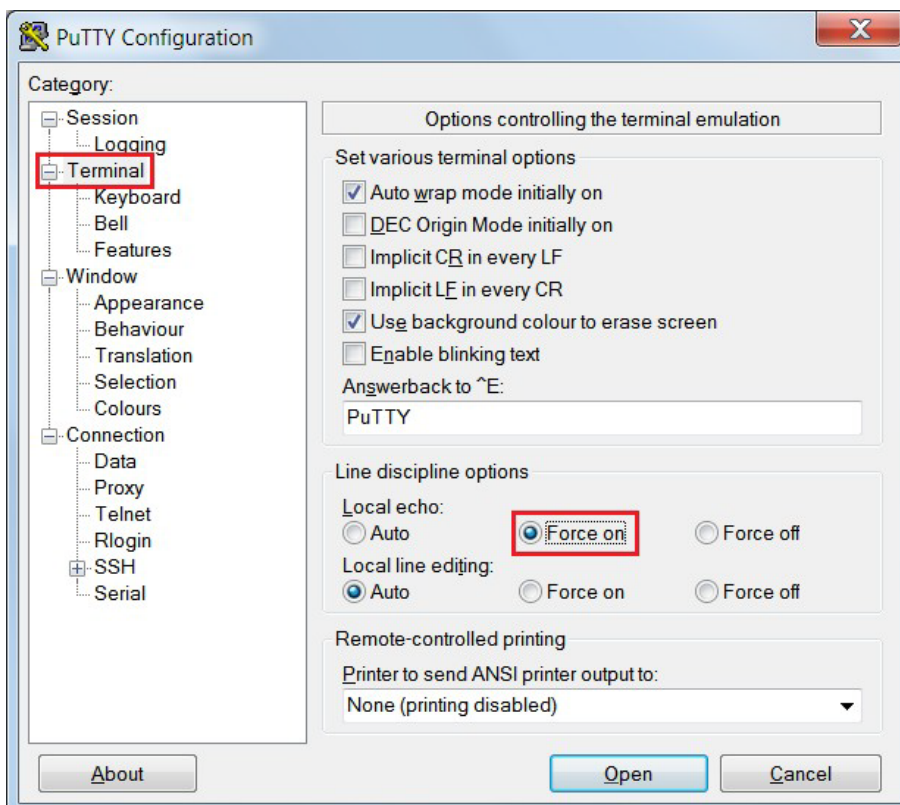 PuTTY Configuration
X
Category:
Session
Logging
Terminal
Keyboard
Bell
Features
Window
Appearance
Behaviour
Translation
Selection
Colours
Connection
Data
Proxy
Telnet
Rlogin
SSH
Serial
Options controlling the terminal emulation
Set various terminal options
Auto wrap mode initially on
DEC Origin Mode initially on
Implicit CR in every LF
Implicit LF in every CR
Use background colour to erase screen
Enable blinking text
Answerback to ^E:
PuTTY
Line discipline options
Local echo:
Auto Force on Force off
Local line editing:
Auto Force on Force off
Remote-controlled printing
Printer to send ANSI printer output to:
None (printing disabled)
About Open Cancel